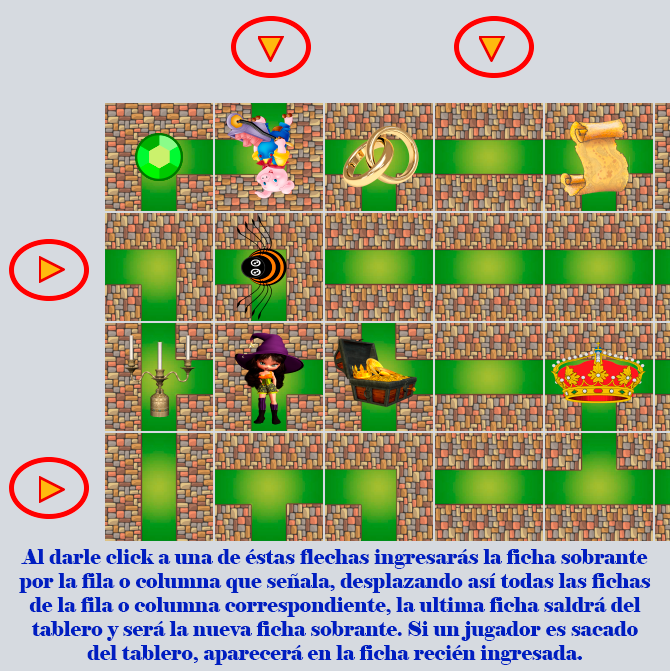 Al darle click a una de éstas flechas ingresarás la ficha sobrante
por la fila o columna que señala, desplazando así todas las fichas
de la fila o columna correspondiente, la ultima ficha saldrá del
tablero y será la nueva ficha sobrante. Si un jugador es sacado
del tablero, aparecerá en la ficha recién ingresada.